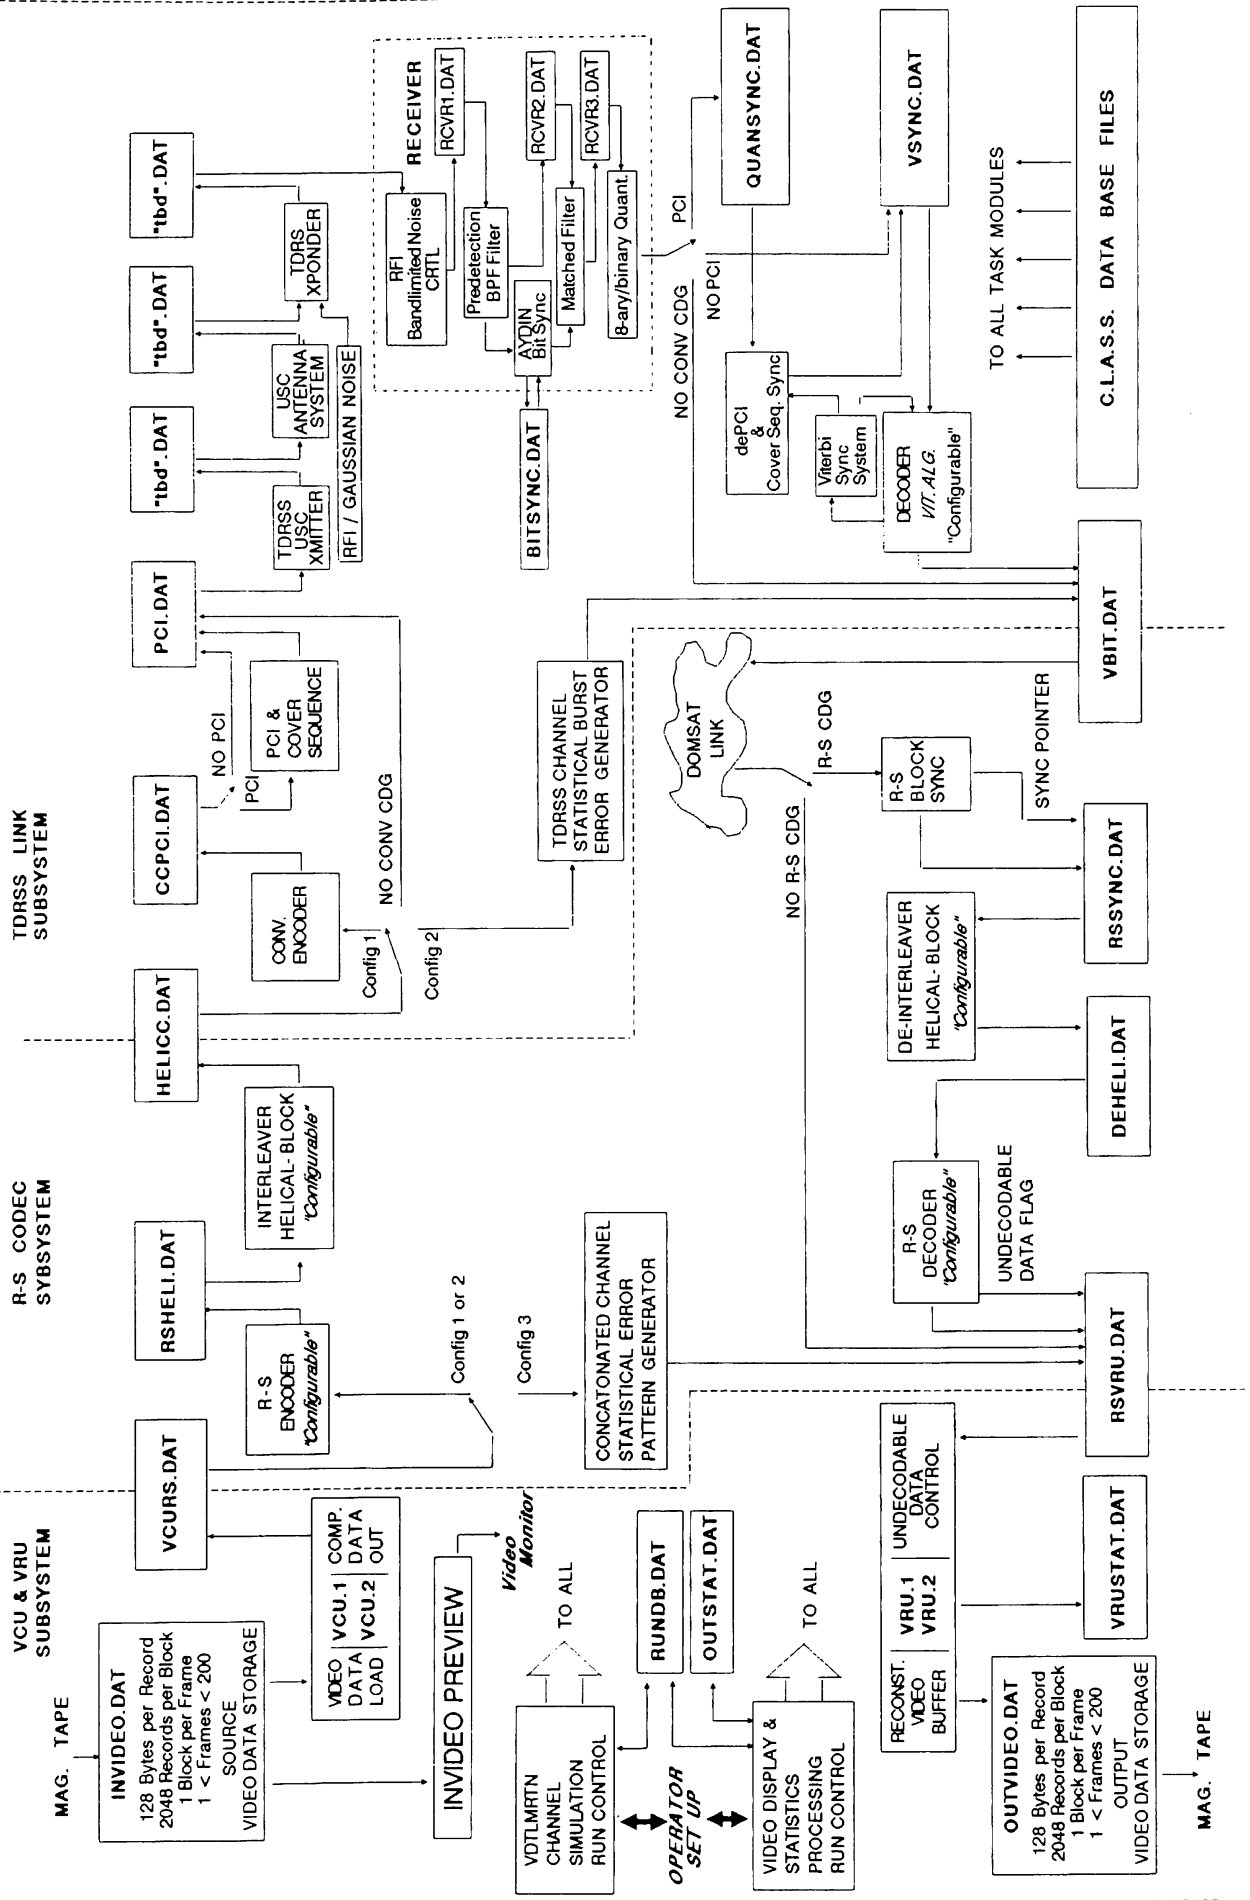 VCU & VRU
SUBSYSTEM
R-S CODEC
SYBSYSTEM
TDRSS LINK
SUBSYSTEM
MAG. TAPE
INVIDEO.DAT
128 Bytes per Record
2048 Records per Block
1 Block per Frame
1 < Frames < 200
SOURCE
VIDEO DATA STORAGE
VIDEO
DATA
LOAD
VCU.1
VCU.2
COMP.
DATA
OUT
VCURS.DAT
INVIDEO PREVIEW
Video
Monitor
R-S
ENCODER
"Configurable"
RSHELI.DAT
INTERLEAVER
HELICAL-BLOCK
"Configurable"
HELICC.DAT
Config 1 or 2
Config 3
CONCATONATED CHANNEL
STATISTICAL ERROR
PATTERN GENERATOR
Config 1
Config 2
CONV.
ENCODER
CCPCI.DAT
NO PCI
PCI
PCI &
COVER
SEQUENCE
NO CONV CDG
PCI.DAT
TDRSS CHANNEL
STATISTICAL BURST
ERROR GENERATOR
TDRSS
USC
XMITTER
"tbd".DAT
USC
ANTENNA
SYSTEM
"tbd".DAT
TDRS
XPONDER
"tbd".DAT
RFI / GAUSSIAN NOISE
RECEIVER
RFI
Bandlimited Noise
CRTL
RCVR1.DAT
Predetection
BPF Filter
RCVR2.DAT
AYDIN
Bit Sync
Matched Filter
RCVR3.DAT
8-ary/binary Quant.
BITSYNC.DAT
NO CONV CDG
NO PCI
PCI
QUANSYNC.DAT
dePCI
&
Cover Seq. Sync
Viterbi
Sync
System
DECODER
VIT. ALG.
"Configurable"
VSYNC.DAT
TO ALL TASK MODULES
C.L.A.S.S. DATA BASE FILES
VBIT.DAT
DOMSAT
LINK
NO R-S CDG
R-S CDG
R-S
BLOCK
SYNC
SYNC POINTER
RSSYNC.DAT
DE-INTERLEAVER
HELICAL-BLOCK
"Configurable"
DEHELI.DAT
R-S
DECODER
"Configurable"
UNDECODABLE
DATA FLAG
RSVRU.DAT
VDTLMRTN
CHANNEL
SIMULATION
RUN CONTROL
TO ALL
RUNDB.DAT
OUTSTAT.DAT
OPERATOR
SET UP
VIDEO DISPLAY &
STATISTICS
PROCESSING
RUN CONTROL
TO ALL
RECONST.
VIDEO
BUFFER
VRU.1
VRU.2
UNDECODABLE
DATA
CONTROL
VRUSTAT.DAT
OUTVIDEO.DAT
128 Bytes per Record
2048 Records per Block
1 Block per Frame
1 < Frames < 200
OUTPUT
VIDEO DATA STORAGE
MAG. TAPE